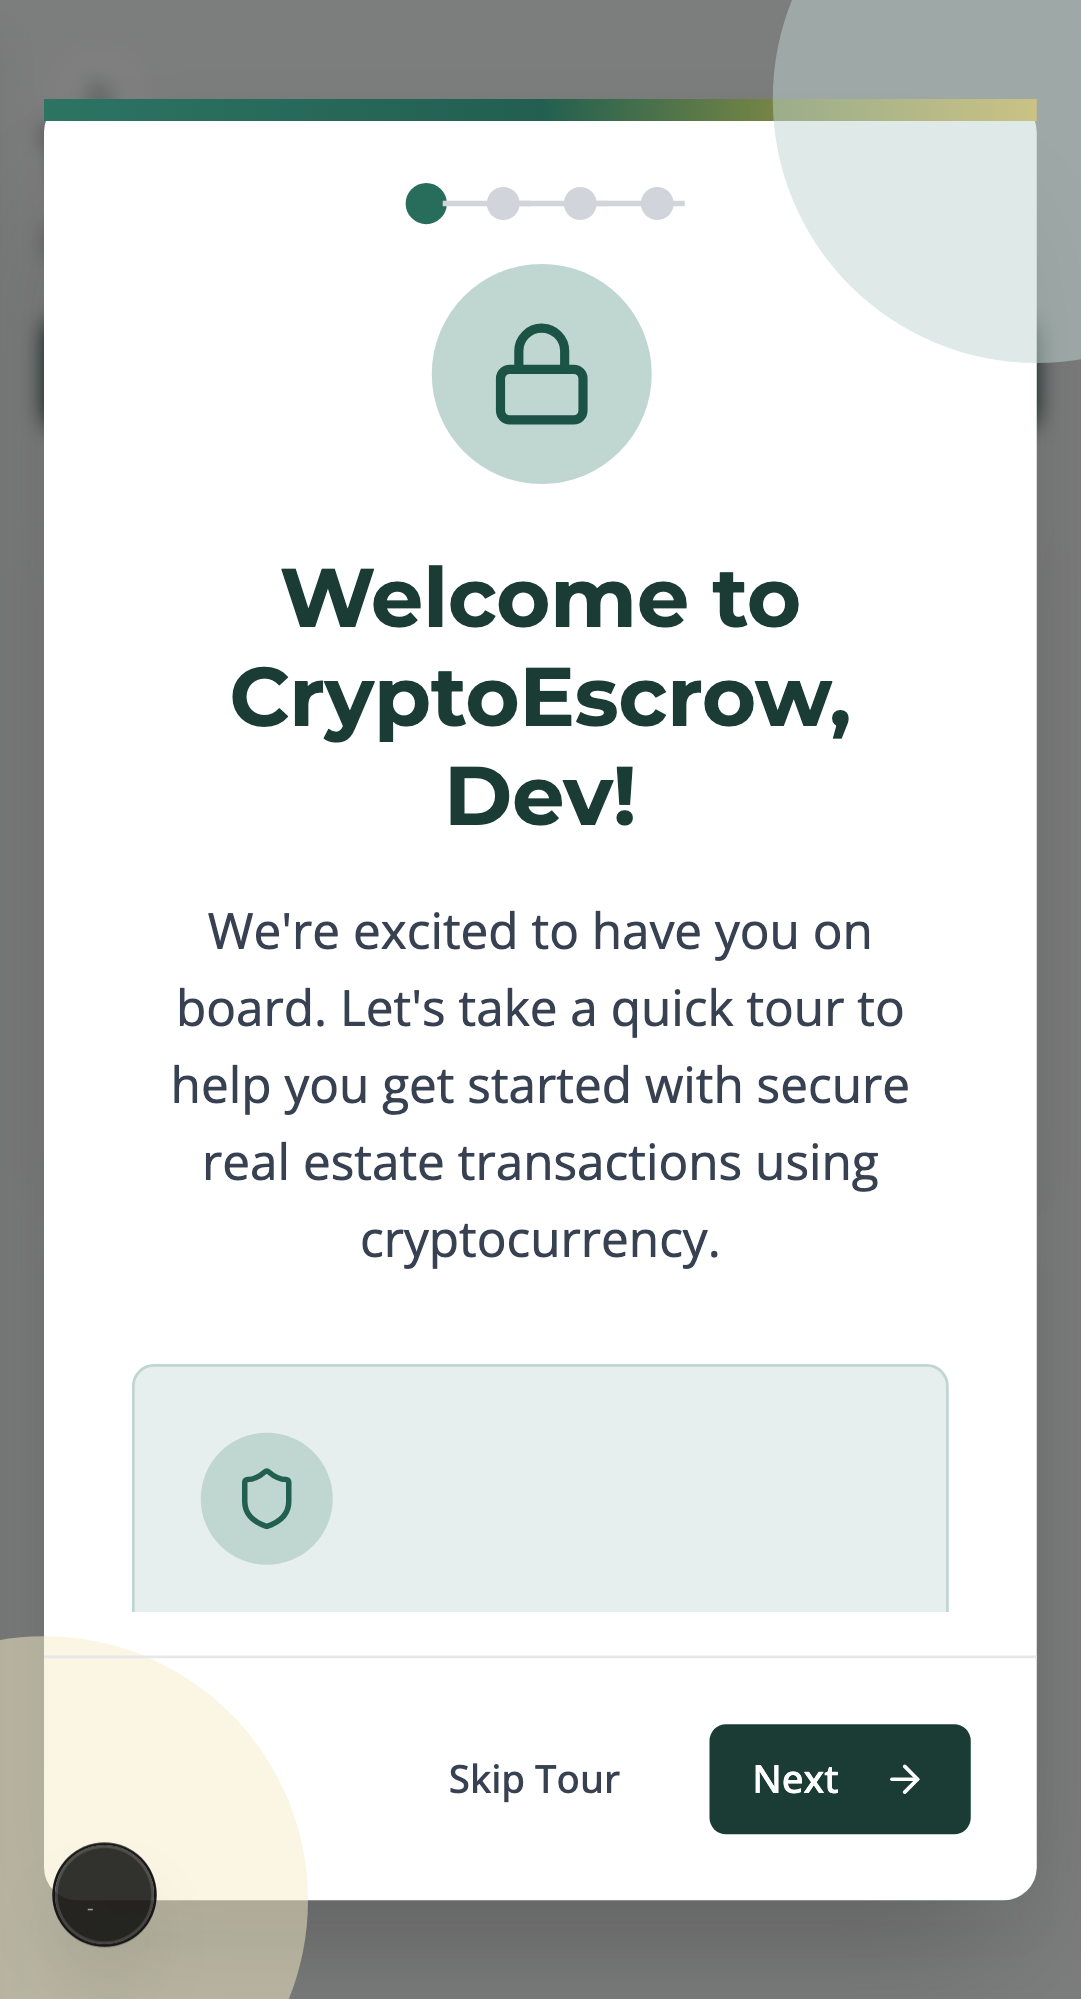 Welcome to
CryptoEscrow,
Dev!
We're excited to have you on
board. Let's take a quick tour to
help you get started with secure
real estate transactions using
cryptocurrency.
Skip Tour
Next